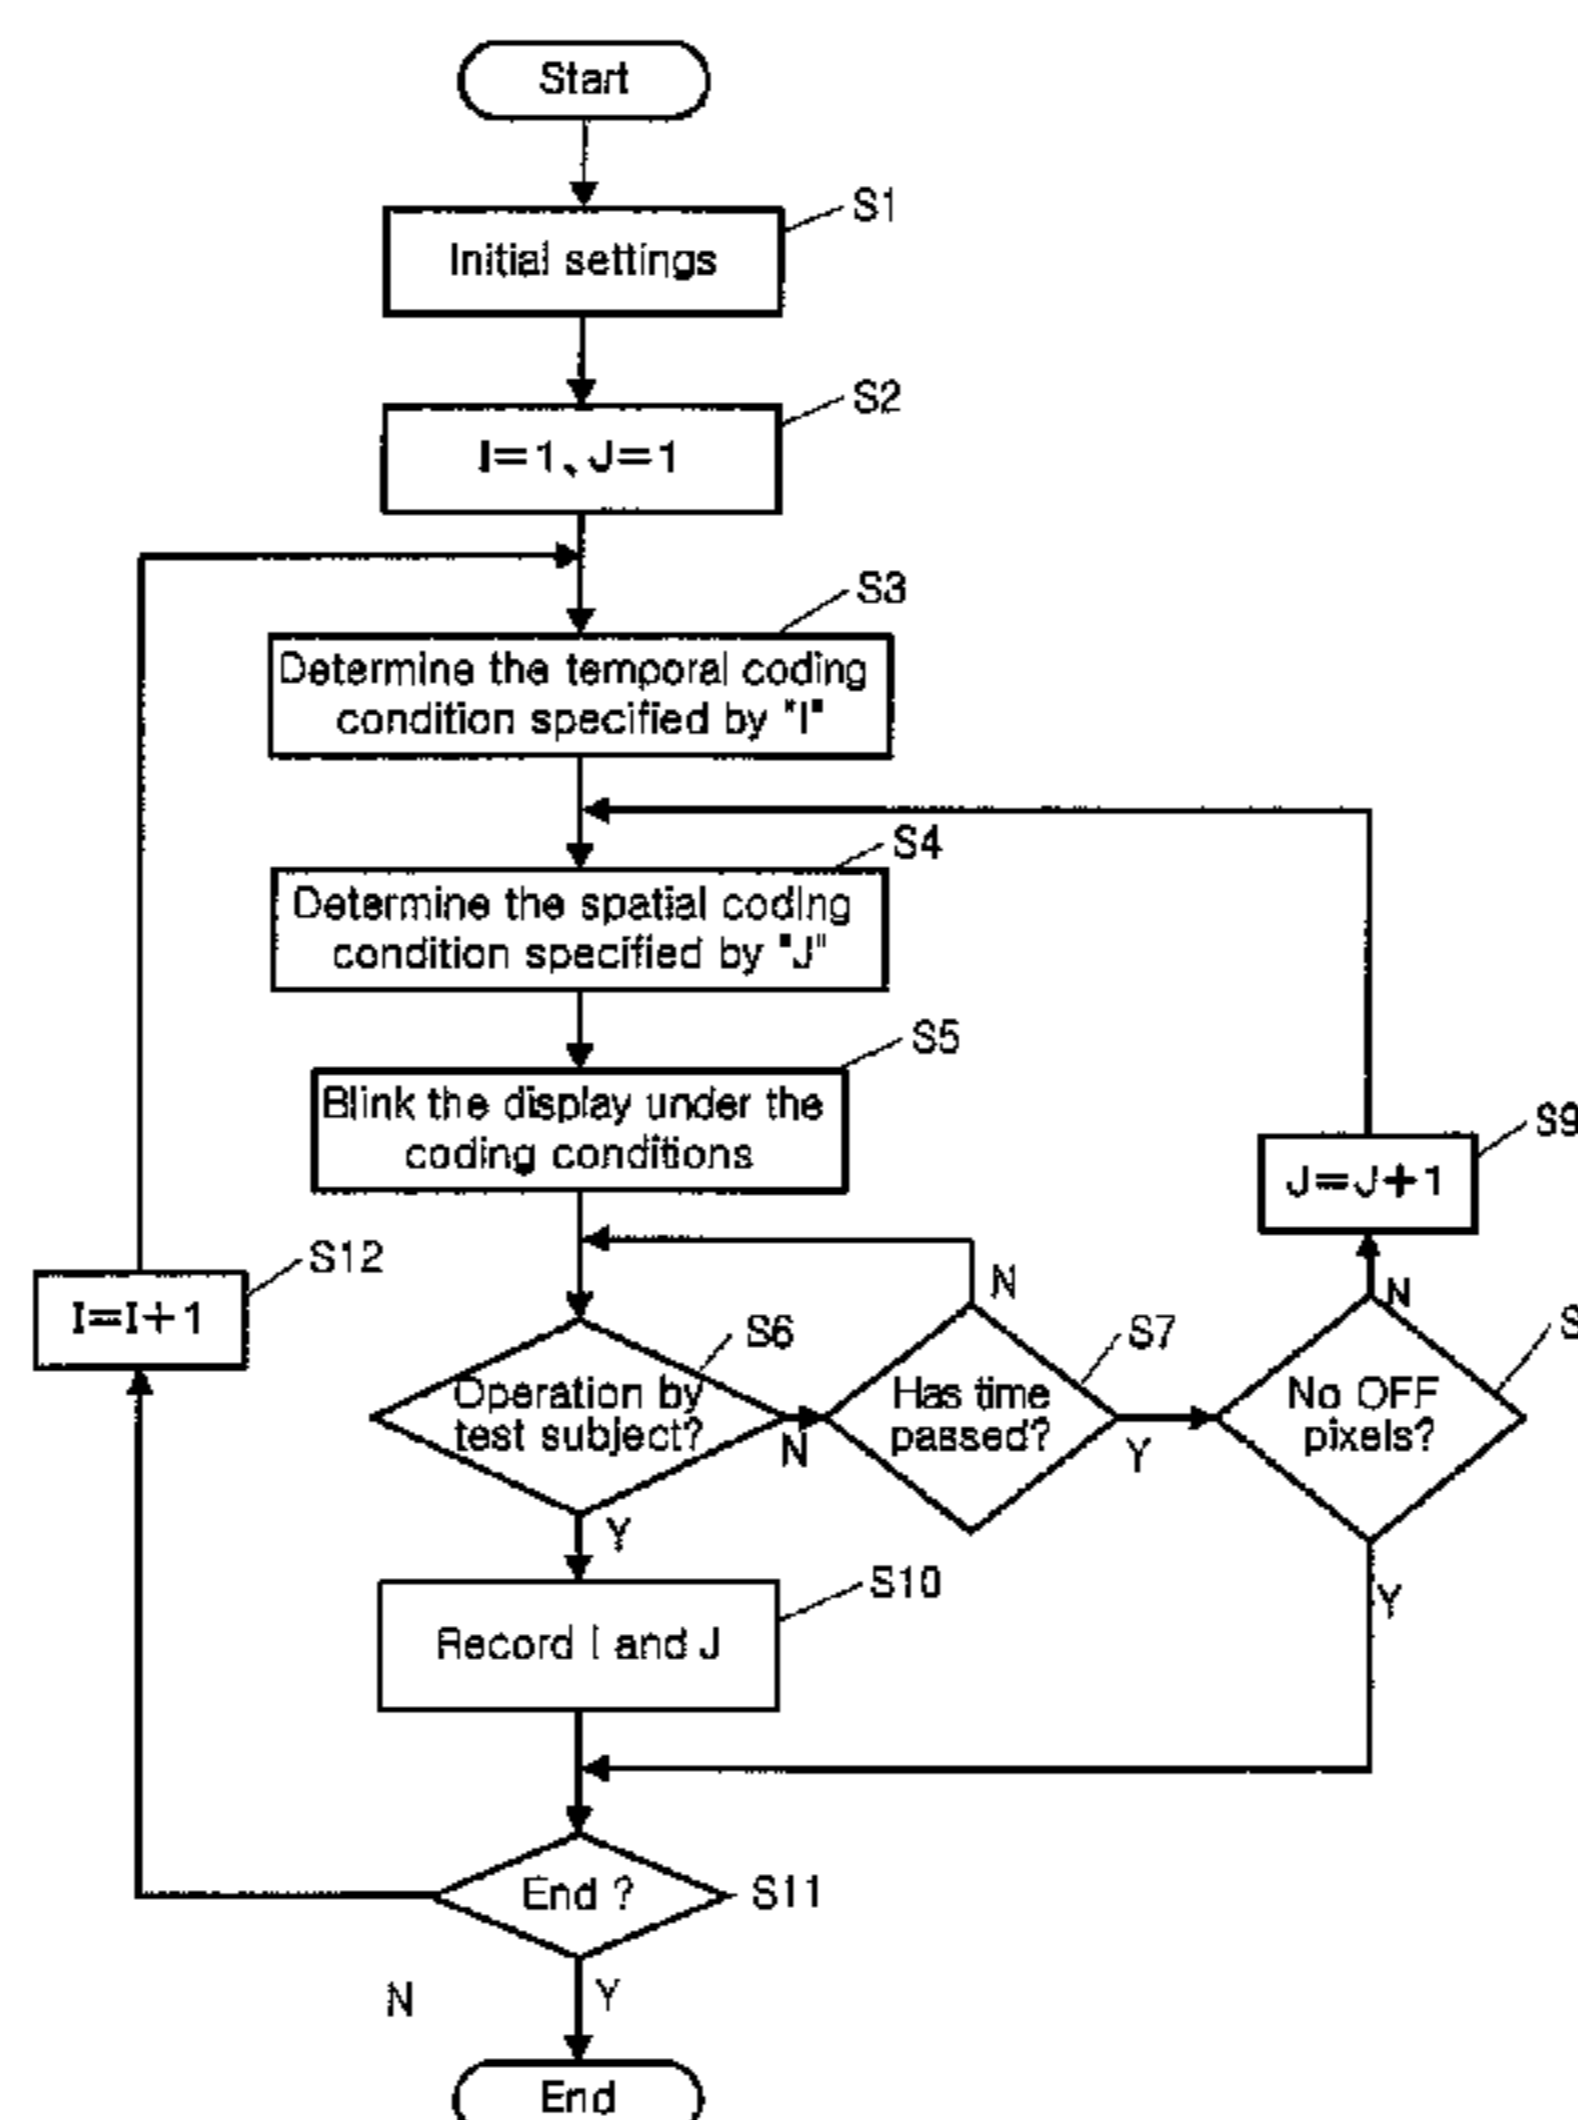 Start
S1
Initial settings
S2
I=1、J=1
S3
Determine the temporal coding
condition specified by "I"
S4
Determine the spatial coding
condition specified by "J"
S5
Blink the display under the
coding conditions
S9
J=J+1
S12
I=I+1
N
N
S6
S7
S
Operation by
test subject?
N
Has time
passed?
Y
No OFF
pixels?
Y
S10
Y
Record I and J
End ?
S11
N
Y
End